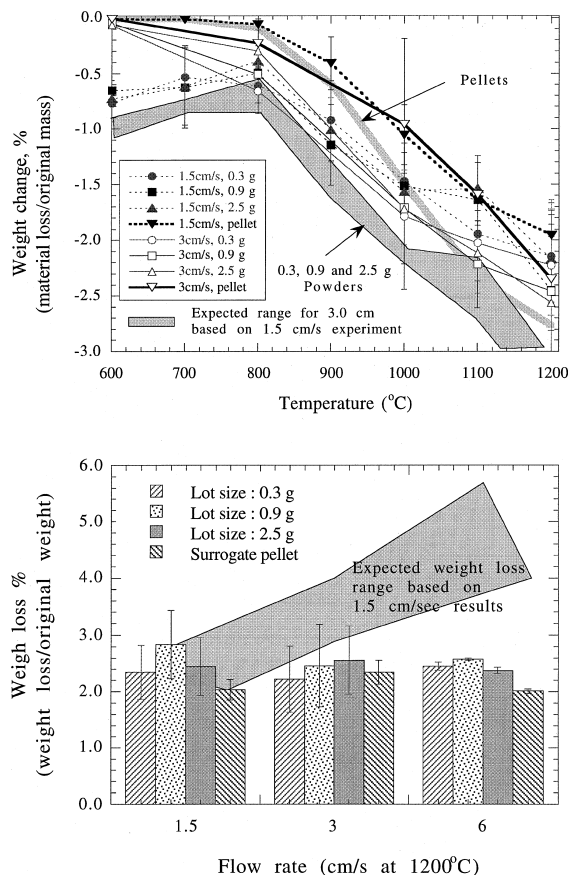 0.0
-0.5
-1.0
-1.5
-2.0
-2.5
-3.0
Weight change, %
(material loss/original mass)
Pellets
1.5cm/s, 0.3 g
1.5cm/s, 0.9 g
1.5cm/s, 2.5 g
1.5cm/s, pellet
3cm/s, 0.3 g
3cm/s, 0.9 g
3cm/s, 2.5 g
3cm/s, pellet
0.3, 0.9 and 2.5 g
Powders
Expected range for 3.0 cm
based on 1.5 cm/s experiment
600 700 800 900 1000 1100 1200
Temperature (°C)
6.0
5.0
4.0
3.0
2.0
1.0
0.0
Weigh loss %
(weight loss/original weight)
Lot size : 0.3 g
Lot size : 0.9 g
Lot size : 2.5 g
Surrogate pellet
Expected weight loss
range based on
1.5 cm/sec results
1.5 3 6
Flow rate (cm/s at 1200°C)